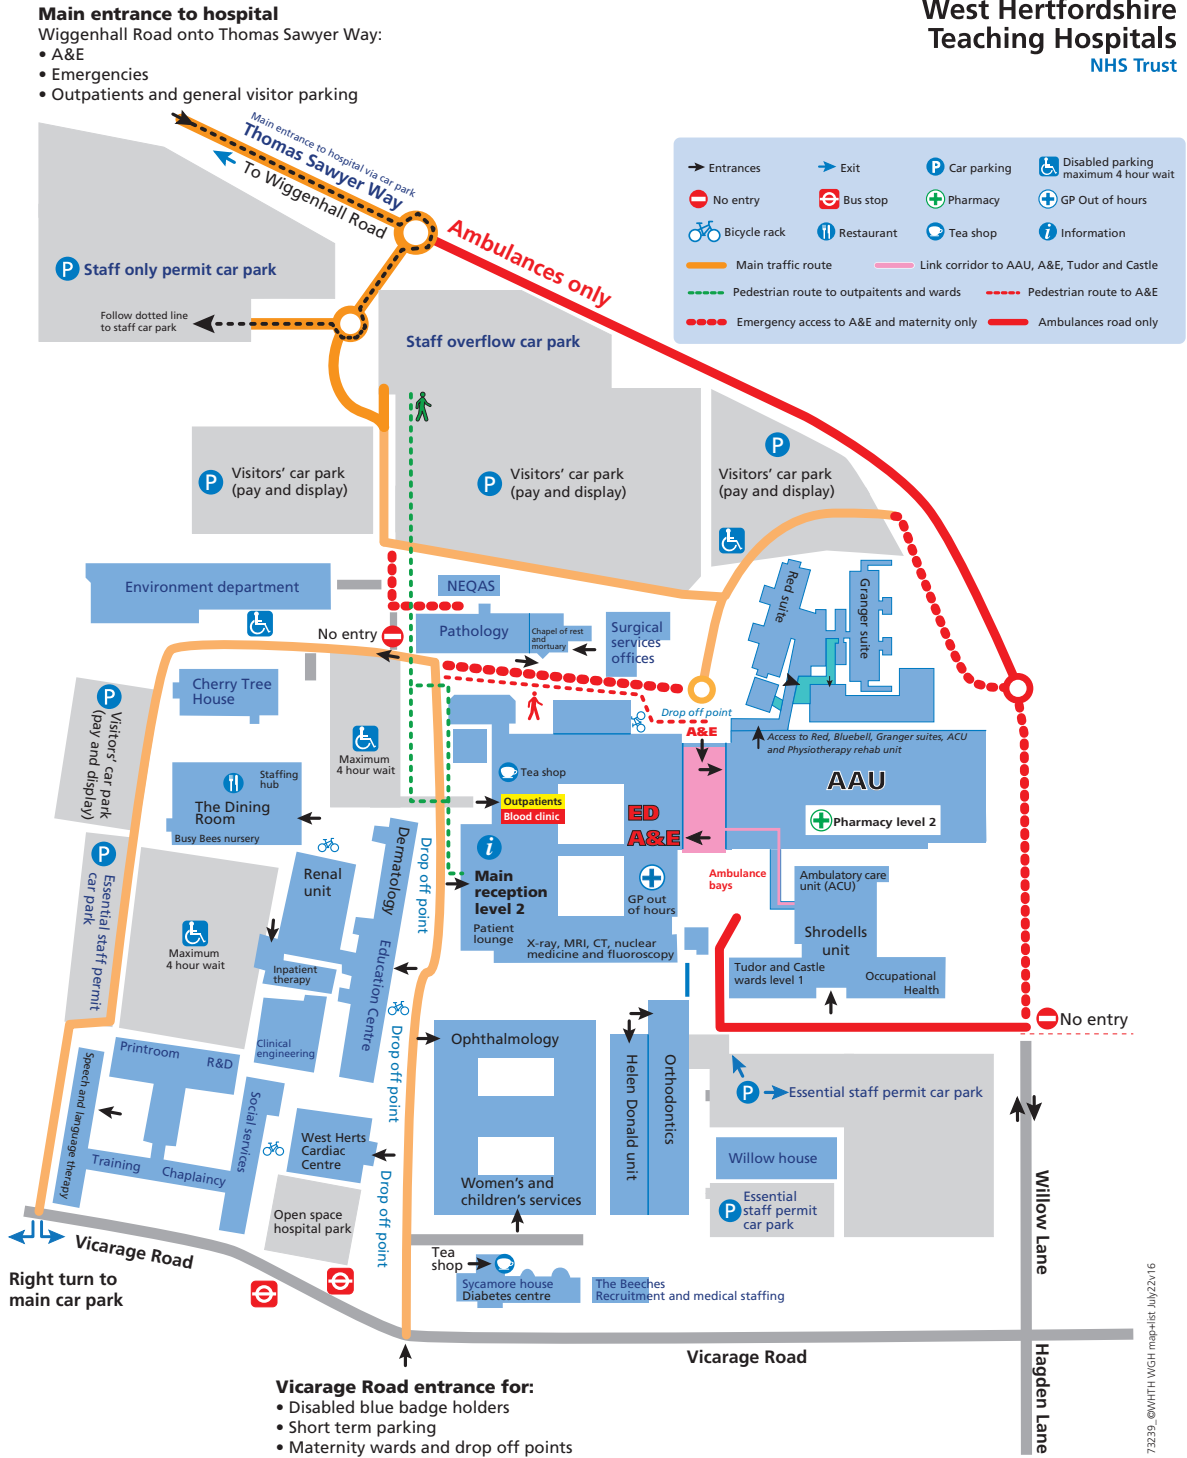 Main entrance to hospital
Wiggenhall Road onto Thomas Sawyer Way:
• A&E
• Emergencies
• Outpatients and general visitor parking
West Hertfordshire
Teaching Hospitals
NHS Trust
Entrances
Exit
Car parking
Disabled parking
maximum 4 hour wait
No entry
Bus stop
Pharmacy
GP Out of hours
Bicycle rack
Restaurant
Tea shop
Information
Main traffic route
Link corridor to AAU, A&E, Tudor and Castle
Pedestrian route to outpaitents and wards
Pedestrian route to A&E
Emergency access to A&E and maternity only
Ambulances road only
Main entrance to hospital via car park
Thomas Sawyer Way
To Wiggenhall Road
Ambulances only
P Staff only permit car park
Follow dotted line
to staff car park
Staff overflow car park
P Visitors' car park
(pay and display)
P Visitors' car park
(pay and display)
P
Visitors' car park
(pay and display)
Environment department
NEQAS
No entry
Pathology
Chapel of rest
and
mortuary
Surgical
services
offices
Red suite
Granger suite
Cherry Tree
House
P
Visitors' car park
(pay and display)
Maximum
4 hour wait
Drop off point
A&E
Access to Red, Bluebell, Granger suites, ACU
and Physiotherapy rehab unit
AAU
Pharmacy level 2
Tea shop
Outpatients
Blood clinic
ED
A&E
Staffing
hub
The Dining
Room
Busy Bees nursery
Dermatology
Drop off point
i
Main
reception
level 2
Patient
lounge
GP out
of hours
X-ray, MRI, CT, nuclear
medicine and fluoroscopy
Ambulance
bays
Ambulatory care
unit (ACU)
Shrodells
unit
Tudor and Castle
wards level 1
Occupational
Health
P
Essential staff permit
car park
Maximum
4 hour wait
Renal
unit
Inpatient
therapy
Education Centre
Clinical
engineering
Drop off point
Ophthalmology
Helen Donald unit
Orthodontics
No entry
P Essential staff permit car park
Printroom
R&D
Speech and language therapy
Social services
Training
Chaplaincy
West Herts
Cardiac
Centre
Drop off point
Women's and
children's services
Willow house
P Essential
staff permit
car park
Open space
hospital park
Willow Lane
Vicarage Road
Right turn to
main car park
Tea
shop
Sycamore house
Diabetes centre
The Beeches
Recruitment and medical staffing
Vicarage Road
Hagden Lane
Vicarage Road entrance for:
• Disabled blue badge holders
• Short term parking
• Maternity wards and drop off points
73239_©WHTH WGH map+list July22v16